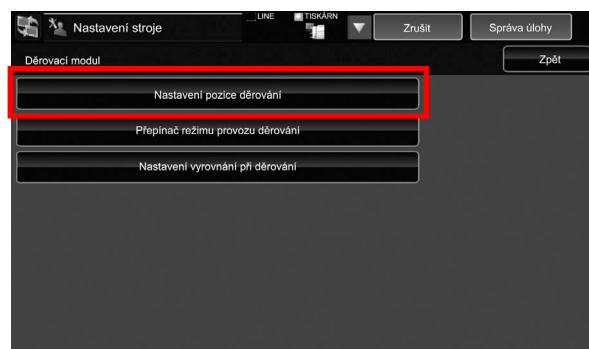 LINE
TISKÁRN
Nastavení stroje
Zrušit
Správa úlohy
Děrovací modul
Zpět
Nastavení pozice děrování
Přepínač režimu provozu děrování
Nastavení vyrovnání při děrování